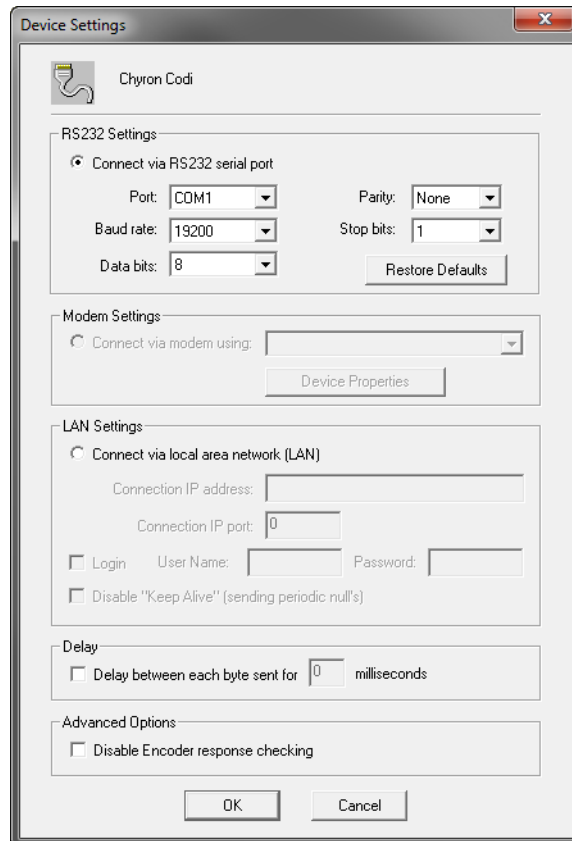 Device Settings
Chyron Codi
RS232 Settings
Connect via RS232 serial port
Port: COM1 Parity: None
Baud rate: 19200 Stop bits: 1
Data bits: 8 Restore Defaults
Modem Settings
Connect via modem using:
Device Properties
LAN Settings
Connect via local area network (LAN)
Connection IP address:
Connection IP port: 0
Login User Name: Password:
Disable "Keep Alive" (sending periodic null's)
Delay
Delay between each byte sent for 0 milliseconds
Advanced Options
Disable Encoder response checking
OK Cancel